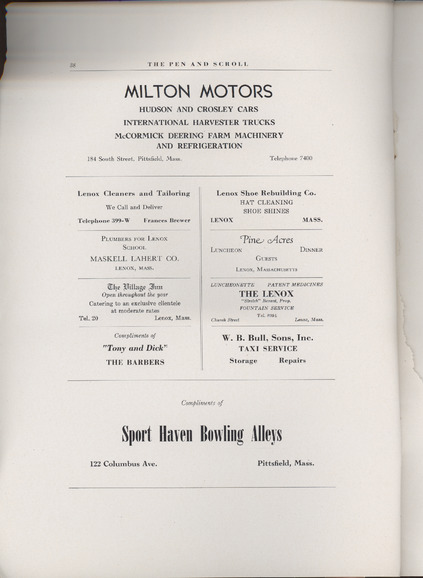 THE PEN AND SCROLL
MILTON MOTORS
HUDSON AND CROSLEY CARS
INTERNATIONAL HARVESTER TRUCKS
McCORMICK DEERING FARM MACHINERY
AND REFRIGERATION
184 South Street, Pittsfield, Mass. Telephone 7400
Lenox Cleaners and Tailoring
We Call and Deliver
Telephone 399-W Frances Brewer
PLUMBERS FOR LENOX
SCHOOL
MASKELL LAHERT CO.
LENOX, MASS.
The Village Inn
Open throughout the year
Catering to an exclusive clientele
at moderate rates
Tel. 20 Lenox, Mass.
Compliments of
"Tony and Dick"
THE BARBERS
Lenox Shoe Rebuilding Co.
HAT CLEANING
SHOE SHINES
LENOX MASS.
Pine Acres
LUNCHEON DINNER
GUESTS
LENOX, MASSACHUSETTS
LUNCHEONETTE PATENT MEDICINES
THE LENOX
Prop.
FOUNTAIN SERVICE
Tel.
Church Street Lenox, Mass.
W. B. Bull, Sons, Inc.
TAXI SERVICE
Storage Repairs
Compliments of
Sport Haven Bowling Alleys
122 Columbus Ave. Pittsfield, Mass.